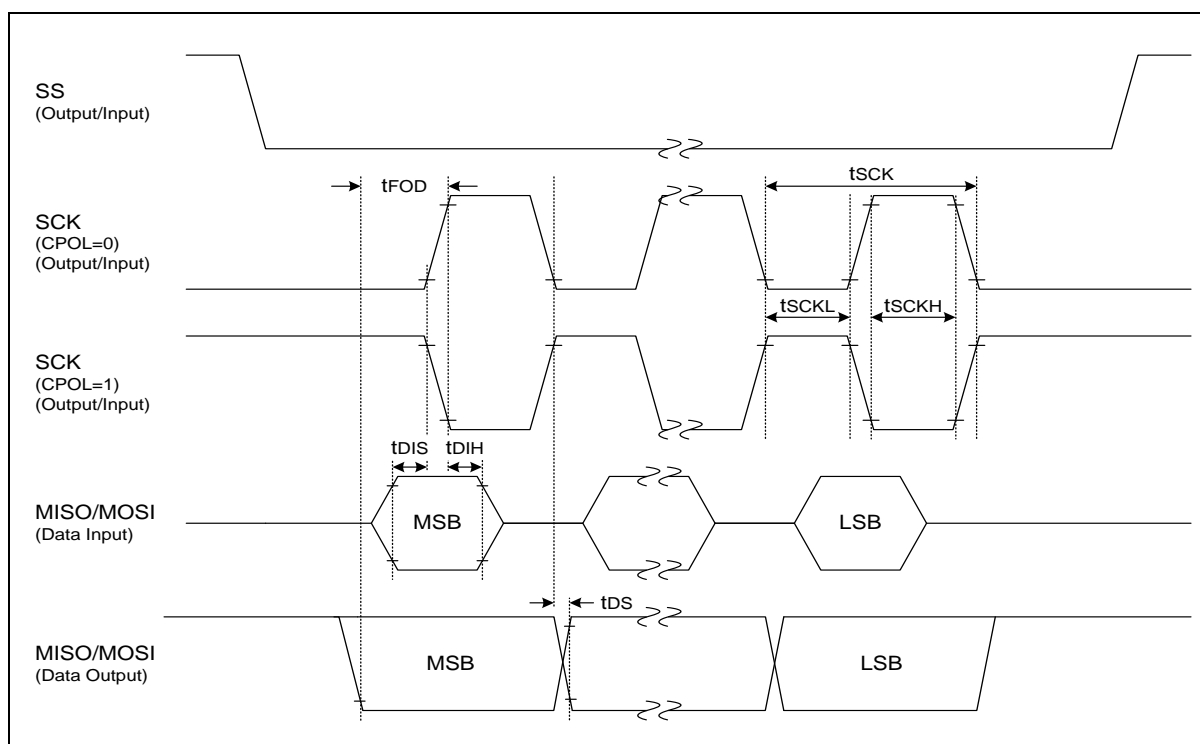 SS
(Output/Input)
tFOD
tSCK
SCK
(CPOL=0)
(Output/Input)
tSCKL
tSCKH
SCK
(CPOL=1)
(Output/Input)
tDIS
tDIH
MISO/MOSI
(Data Input)
MSB
LSB
tDS
MISO/MOSI
(Data Output)
MSB
LSB